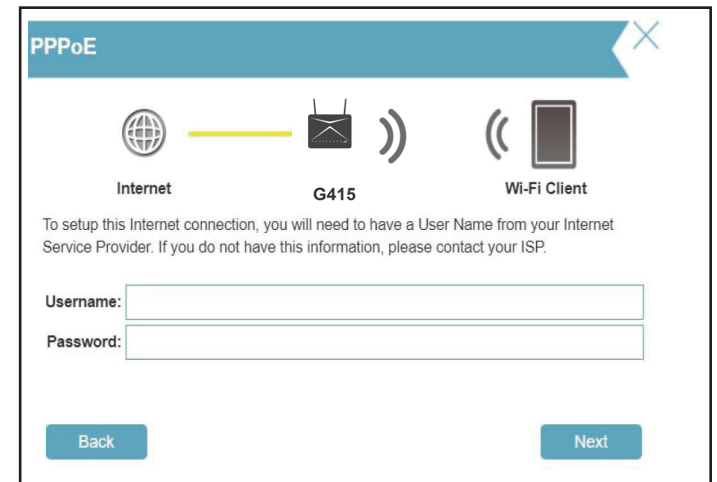 PPPoE
Internet
G415
Wi-Fi Client
To setup this Internet connection, you will need to have a User Name from your Internet
Service Provider. If you do not have this information, please contact your ISP.
Username:
Password:
Back
Next